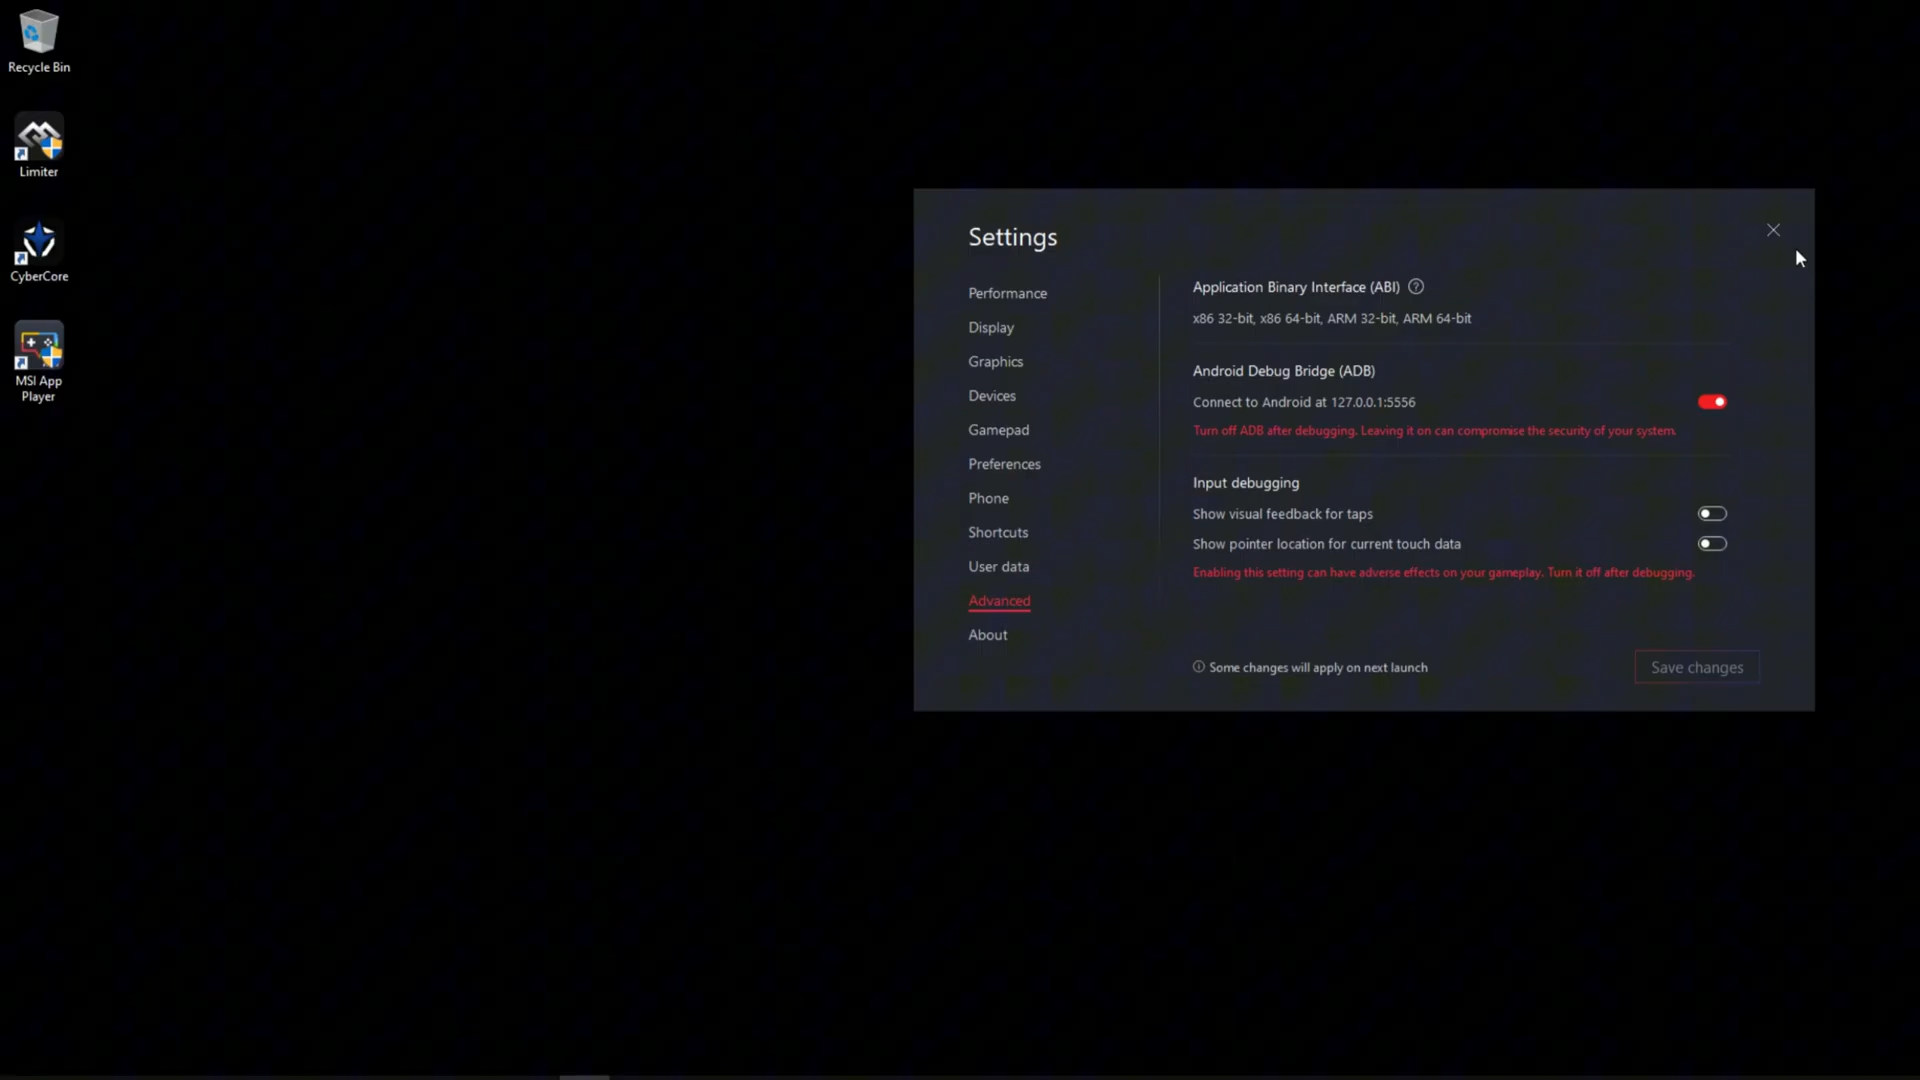 Recycle Bin
Limiter
CyberCore
MSI App
Player
Settings
Performance
Display
Graphics
Devices
Gamepad
Preferences
Phone
Shortcuts
User data
Advanced
About
Application Binary Interface (ABI) ?
x86 32-bit, x86 64-bit, ARM 32-bit, ARM 64-bit
Android Debug Bridge (ADB)
Connect to Android at 127.0.0.1:5556
Turn off ADB after debugging. Leaving it on can compromise the security of your system.
Input debugging
Show visual feedback for taps
Show pointer location for current touch data
Enabling this setting can have adverse effects on your gameplay. Turn it off after debugging.
Some changes will apply on next launch
Save changes